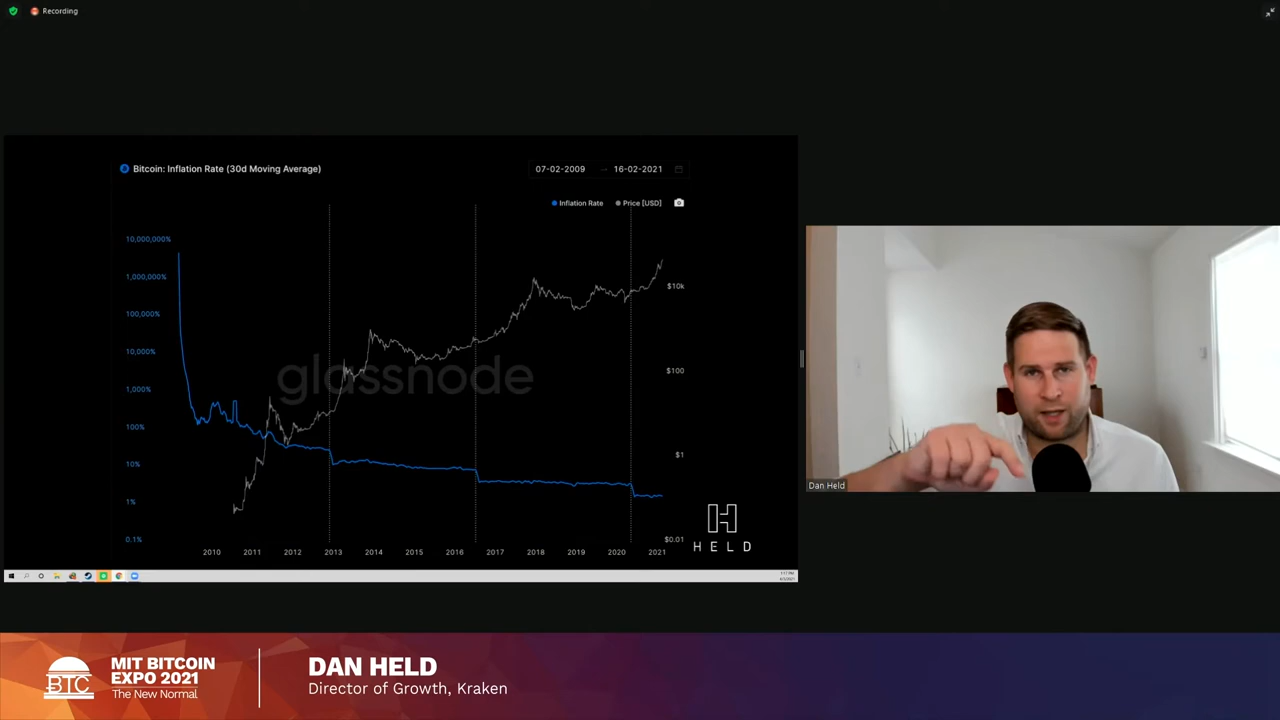 Recording
Bitcoin: Inflation Rate (30d Moving Average)
07-02-2009 → 16-02-2021
Inflation Rate Price [USD]
10,000,000%
1,000,000%
100,000%
10,000%
1,000%
100%
10%
1%
0.1%
$10k
$100
$1
$0.01
glassnode
2010 2011 2012 2013 2014 2015 2016 2017 2018 2019 2020 2021
HELD
Dan Held
BTC
MIT BITCOIN
EXPO 2021
The New Normal
DAN HELD
Director of Growth, Kraken